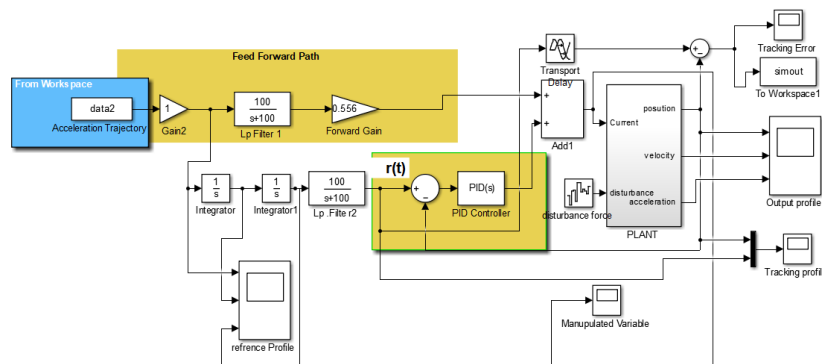 Feed Forward Path
From Workspace
data2
Acceleration Trajectory
1
Gain2
100
s+100
Lp Filter 1
0.556
Forward Gain
Transport
Delay
+
+
Add1
+
−
Tracking Error
simout
To Workspace1
Current
disturbance
posution
velocity
acceleration
PLANT
disturbance force
Output profile
r(t)
1
s
Integrator
1
s
Integrator1
100
s+100
Lp .Filte r2
+
−
PID(s)
PID Controller
Tracking profil
refrence Profile
Manupulated Variable